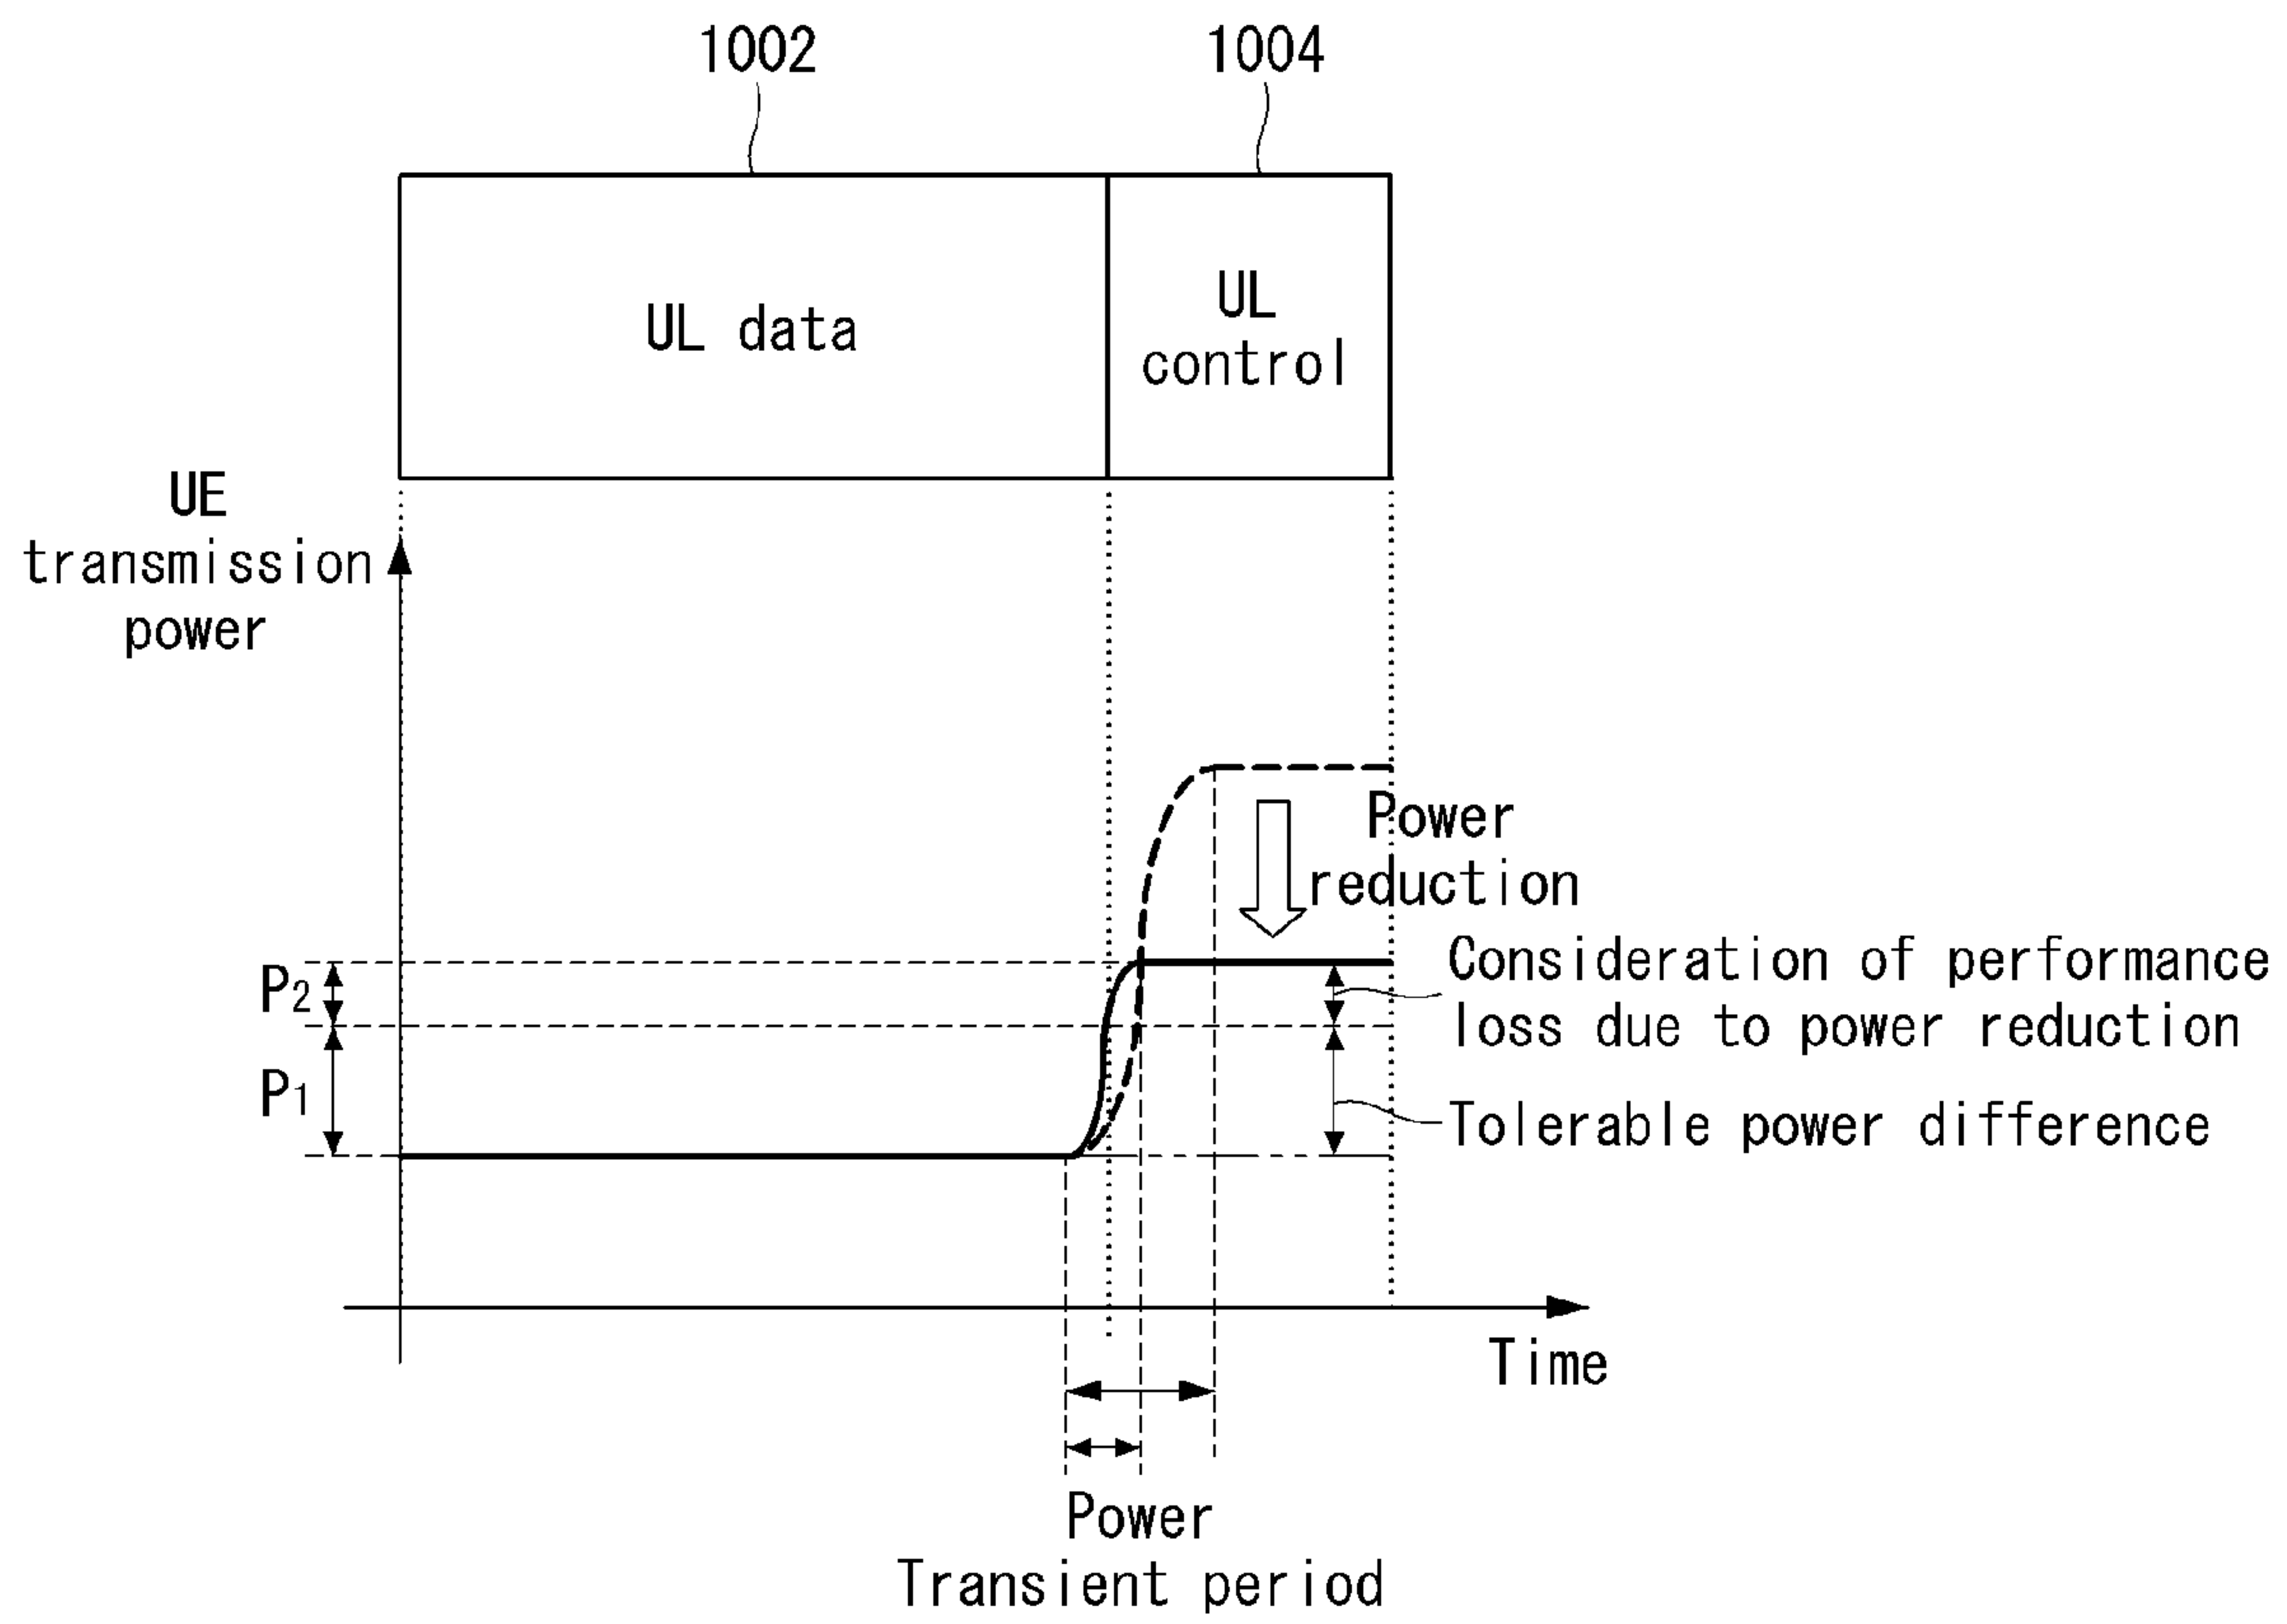 1002
1004
UL data
UL
control
UE
transmission
power
Power
reduction
P2
Consideration of performance
loss due to power reduction
P1
Tolerable power difference
Time
Power
Transient period